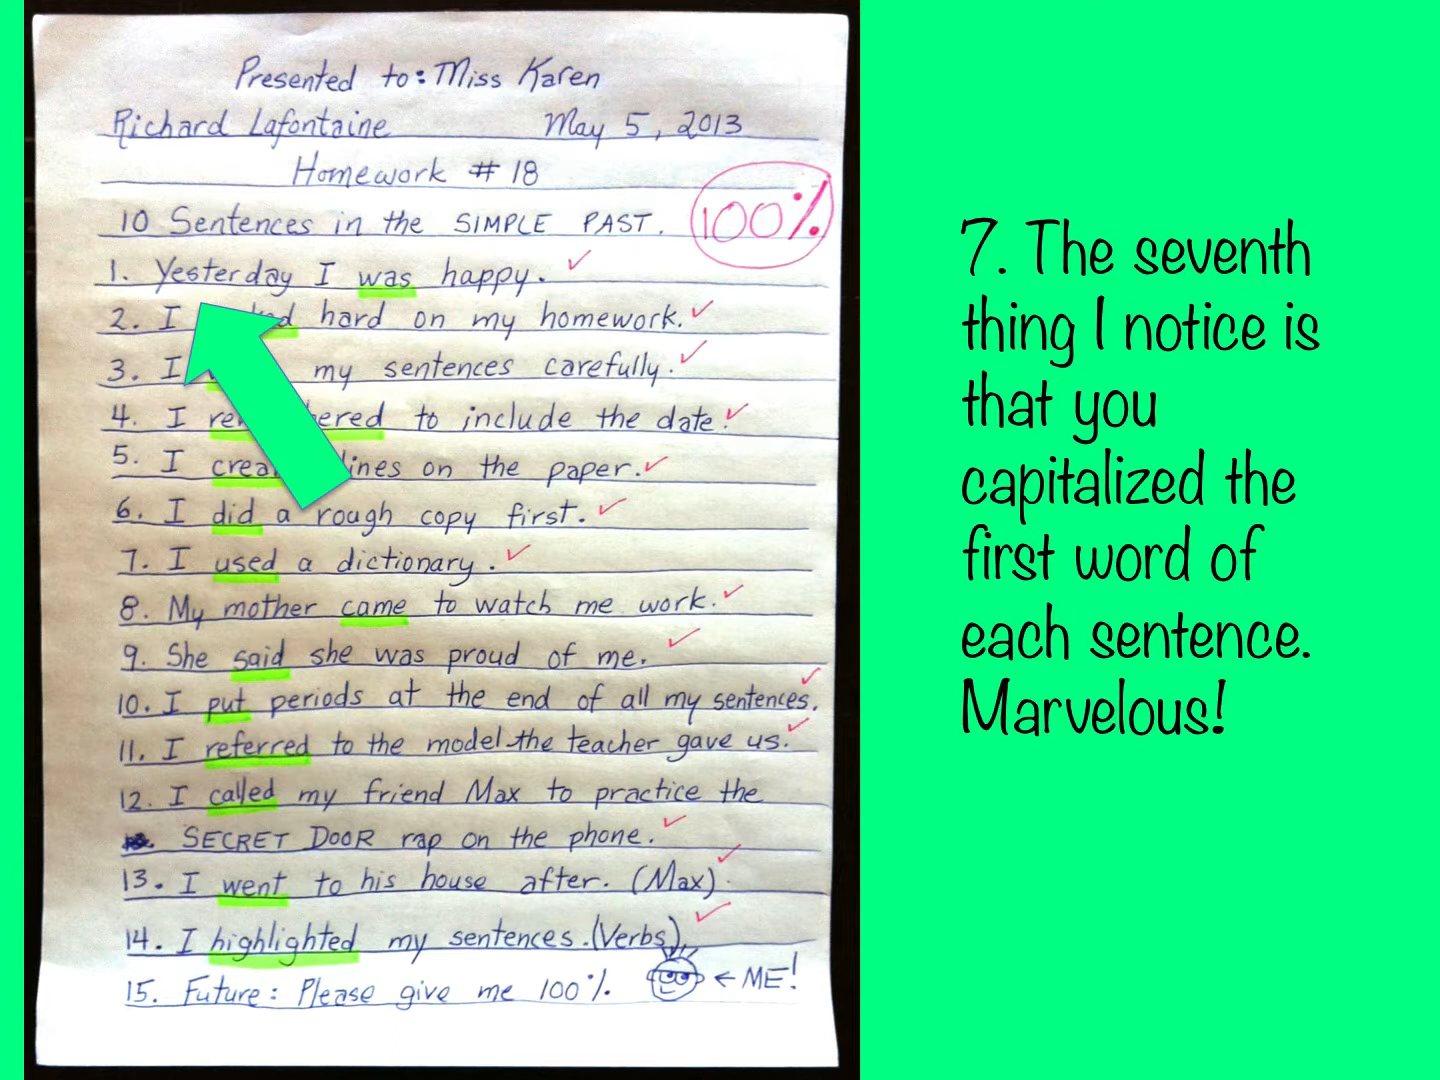 Presented to: Miss Karen
Richard Lafontaine May 5, 2013
Homework # 18
10 Sentences in the SIMPLE PAST.
100%
1. Yesterday I was happy.
2. I hard on my homework.
3. I my sentences carefully.
4. I to include the date.
5. I lines on the paper.
6. I did a rough copy first.
7. I used a dictionary.
8. My mother came to watch me work.
9. She said she was proud of me.
10. I put periods at the end of all my sentences.
11. I referred to the model the teacher gave us.
12. I called my friend Max to practice the
SECRET DOOR rap on the phone.
13. I went to his house after. (Max)
14. I highlighted my sentences. (Verbs)
15. Future: Please give me 100%. ← ME!
7. The seventh
thing I notice is
that you
capitalized the
first word of
each sentence.
Marvelous!